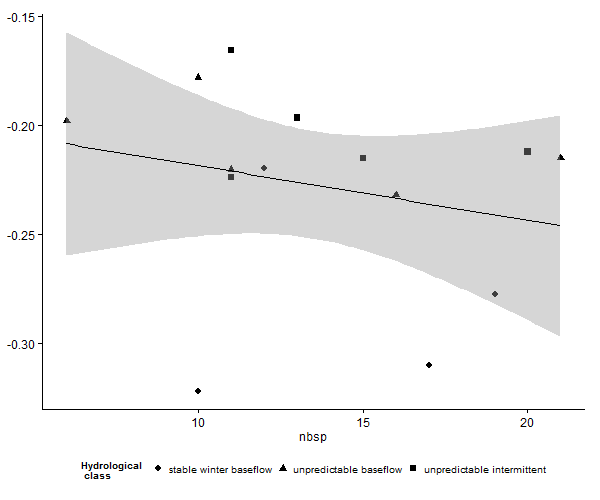 -0.15
-0.20
-0.25
-0.30
10 15 20
nbsp
Hydrological
class
stable winter baseflow unpredictable baseflow unpredictable intermittent